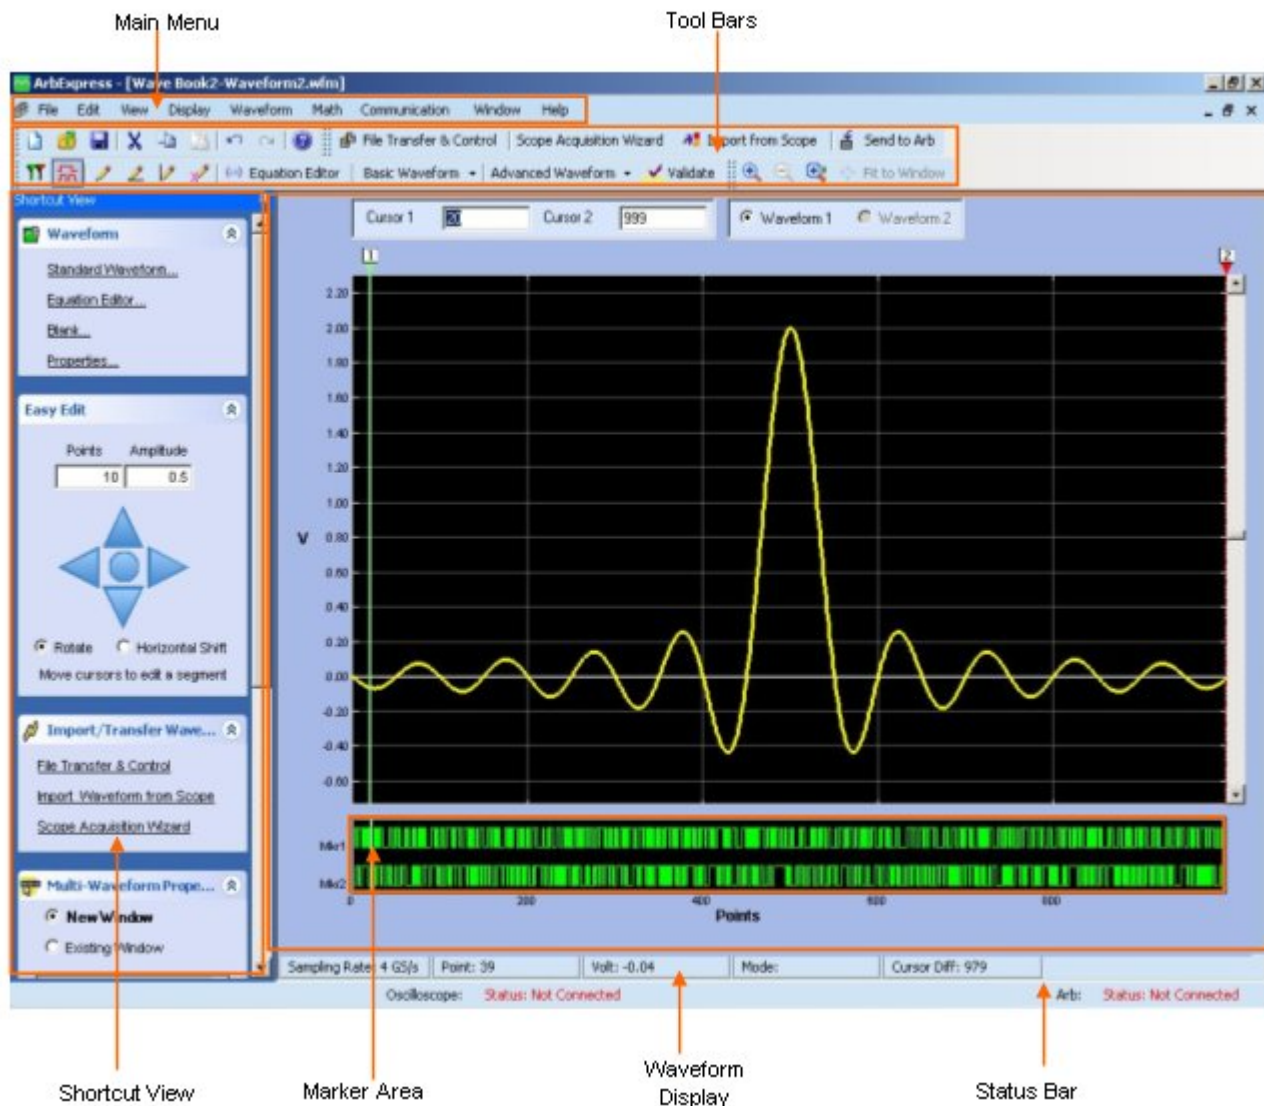 Main Menu
Tool Bars
ArbExpress - [Wave Book2-Waveform2.wfm]
File Edit View Display Waveform Math Communication Window Help
File Transfer & Control Scope Acquisition Wizard Import from Scope Send to Arb
Equation Editor Basic Waveform Advanced Waveform Validate Fit to Window
Shortcut View
Cursor 1 20 Cursor 2 999 Waveform 1 Waveform 2
Waveform
Standard Waveform...
Equation Editor...
Blank...
Properties...
Easy Edit
Points Amplitude
10 0.5
Rotate Horizontal Shift
Move cursors to edit a segment
Import/Transfer Wave...
File Transfer & Control
Import Waveform from Scope
Scope Acquisition Wizard
Multi-Waveform Prope...
New Window
Existing Window
1 2
2.20
2.00
1.80
1.60
1.40
1.20
1.00
V 0.80
0.60
0.40
0.20
0.00
-0.20
-0.40
-0.60
Mkr1
Mkr2
0 200 400 600 800
Points
Sampling Rate: 4 GS/s Point: 39 Volt: -0.04 Mode: Cursor Diff: 979
Oscilloscope: Status: Not Connected Arb: Status: Not Connected
Shortcut View
Marker Area
Waveform
Display
Status Bar